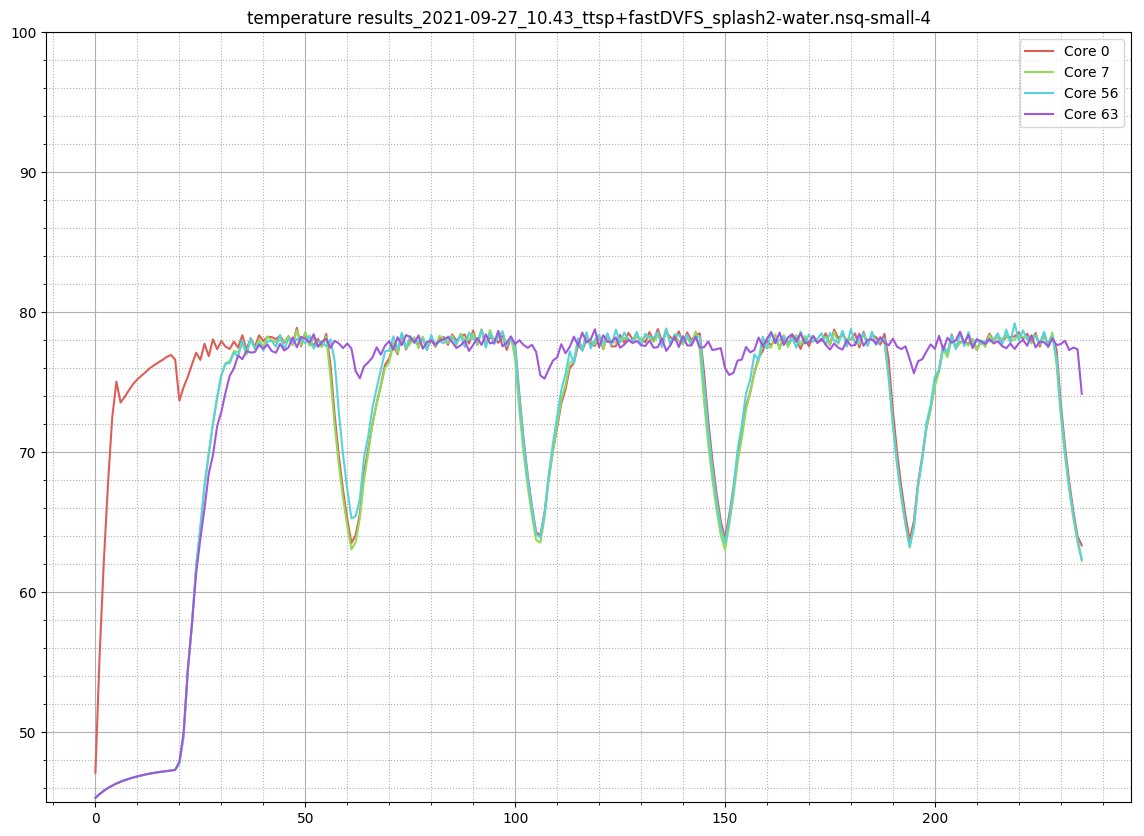 temperature results_2021-09-27_10.43_ttsp+fastDVFS_splash2-water.nsq-small-4
100
90
80
70
60
50
0
50
100
150
200
Core 0
Core 7
Core 56
Core 63